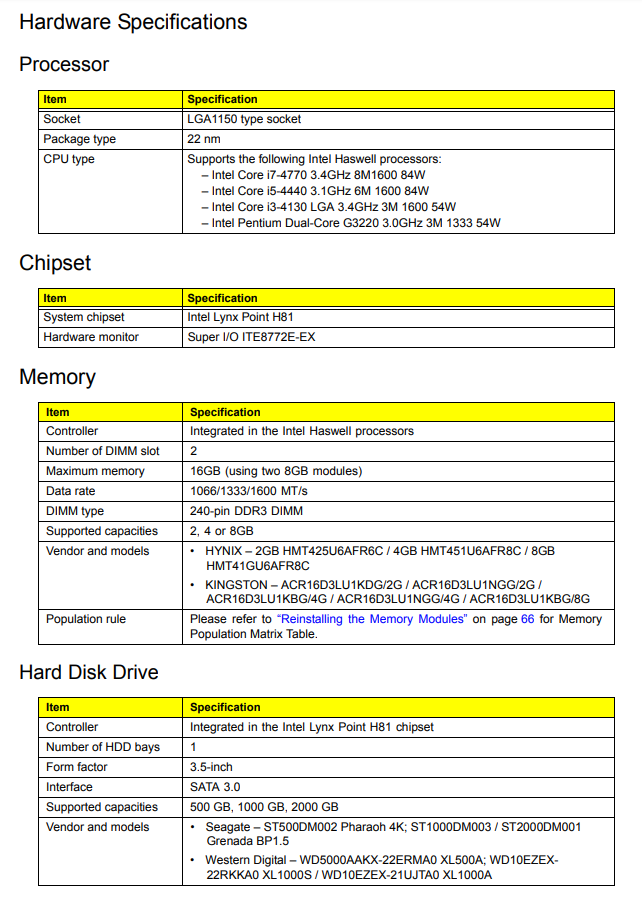 Hardware Specifications
Processor
Item Specification
Socket LGA1150 type socket
Package type 22 nm
CPU type Supports the following Intel Haswell processors:
– Intel Core i7-4770 3.4GHz 8M1600 84W
– Intel Core i5-4440 3.1GHz 6M 1600 84W
– Intel Core i3-4130 LGA 3.4GHz 3M 1600 54W
– Intel Pentium Dual-Core G3220 3.0GHz 3M 1333 54W
Chipset
Item Specification
System chipset Intel Lynx Point H81
Hardware monitor Super I/O ITE8772E-EX
Memory
Item Specification
Controller Integrated in the Intel Haswell processors
Number of DIMM slot 2
Maximum memory 16GB (using two 8GB modules)
Data rate 1066/1333/1600 MT/s
DIMM type 240-pin DDR3 DIMM
Supported capacities 2, 4 or 8GB
Vendor and models • HYNIX – 2GB HMT425U6AFR6C / 4GB HMT451U6AFR8C / 8GB
HMT41GU6AFR8C
• KINGSTON – ACR16D3LU1KDG/2G / ACR16D3LU1NGG/2G /
ACR16D3LU1KBG/4G / ACR16D3LU1NGG/4G / ACR16D3LU1KBG/8G
Population rule Please refer to “Reinstalling the Memory Modules” on page 66 for Memory
Population Matrix Table.
Hard Disk Drive
Item Specification
Controller Integrated in the Intel Lynx Point H81 chipset
Number of HDD bays 1
Form factor 3.5-inch
Interface SATA 3.0
Supported capacities 500 GB, 1000 GB, 2000 GB
Vendor and models • Seagate – ST500DM002 Pharaoh 4K; ST1000DM003 / ST2000DM001
Grenada BP1.5
• Western Digital – WD5000AAKX-22ERMA0 XL500A; WD10EZEX-
22RKKA0 XL1000S / WD10EZEX-21UJTA0 XL1000A